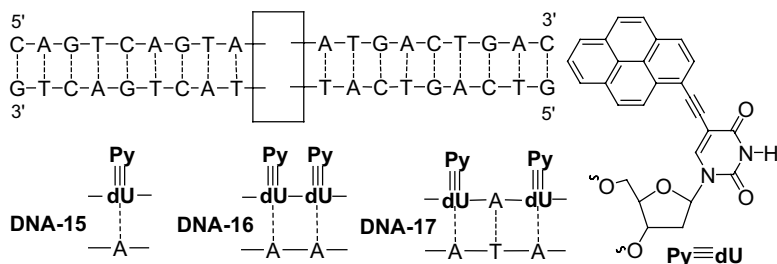 5' 3'
C-A-G-T-C-A-G-T-A- -A-T-G-A-C-T-G-A-C
G-T-C-A-G-T-C-A-T- -T-A-C-T-G-A-C-T-G
3' 5'
Py
dU
DNA-15
A
Py Py
dU-dU
DNA-16
A A
Py Py
dU-A-dU
DNA-17
A T A
O
N-H
N O
O O
O
Py≡dU